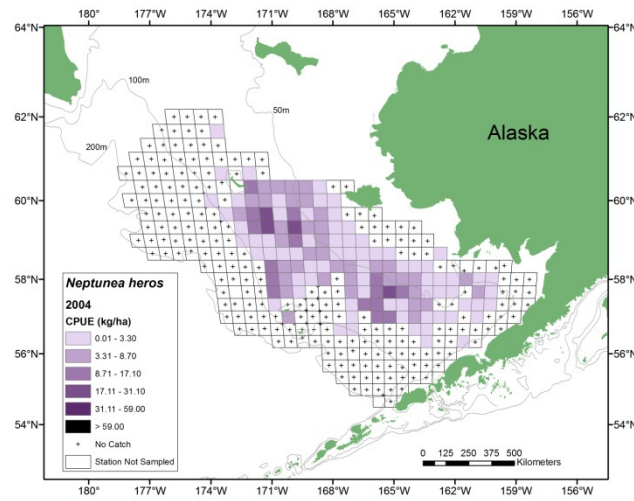 180° 177°W 174°W 171°W 168°W 165°W 162°W 159°W 156°W
64°N 64°N
100m
50m
62°N 62°N
200m
Alaska
60°N 60°N
58°N 58°N
Neptunea heros
2004
CPUE (kg/ha)
0.01 - 3.30
3.31 - 8.70
56°N 56°N
8.71 - 17.10
17.11 - 31.10
31.11 - 59.00
> 59.00
54°N 54°N
+ No Catch
Station Not Sampled
0 125 250 375 500
Kilometers
180° 177°W 174°W 171°W 168°W 165°W 162°W 159°W 156°W